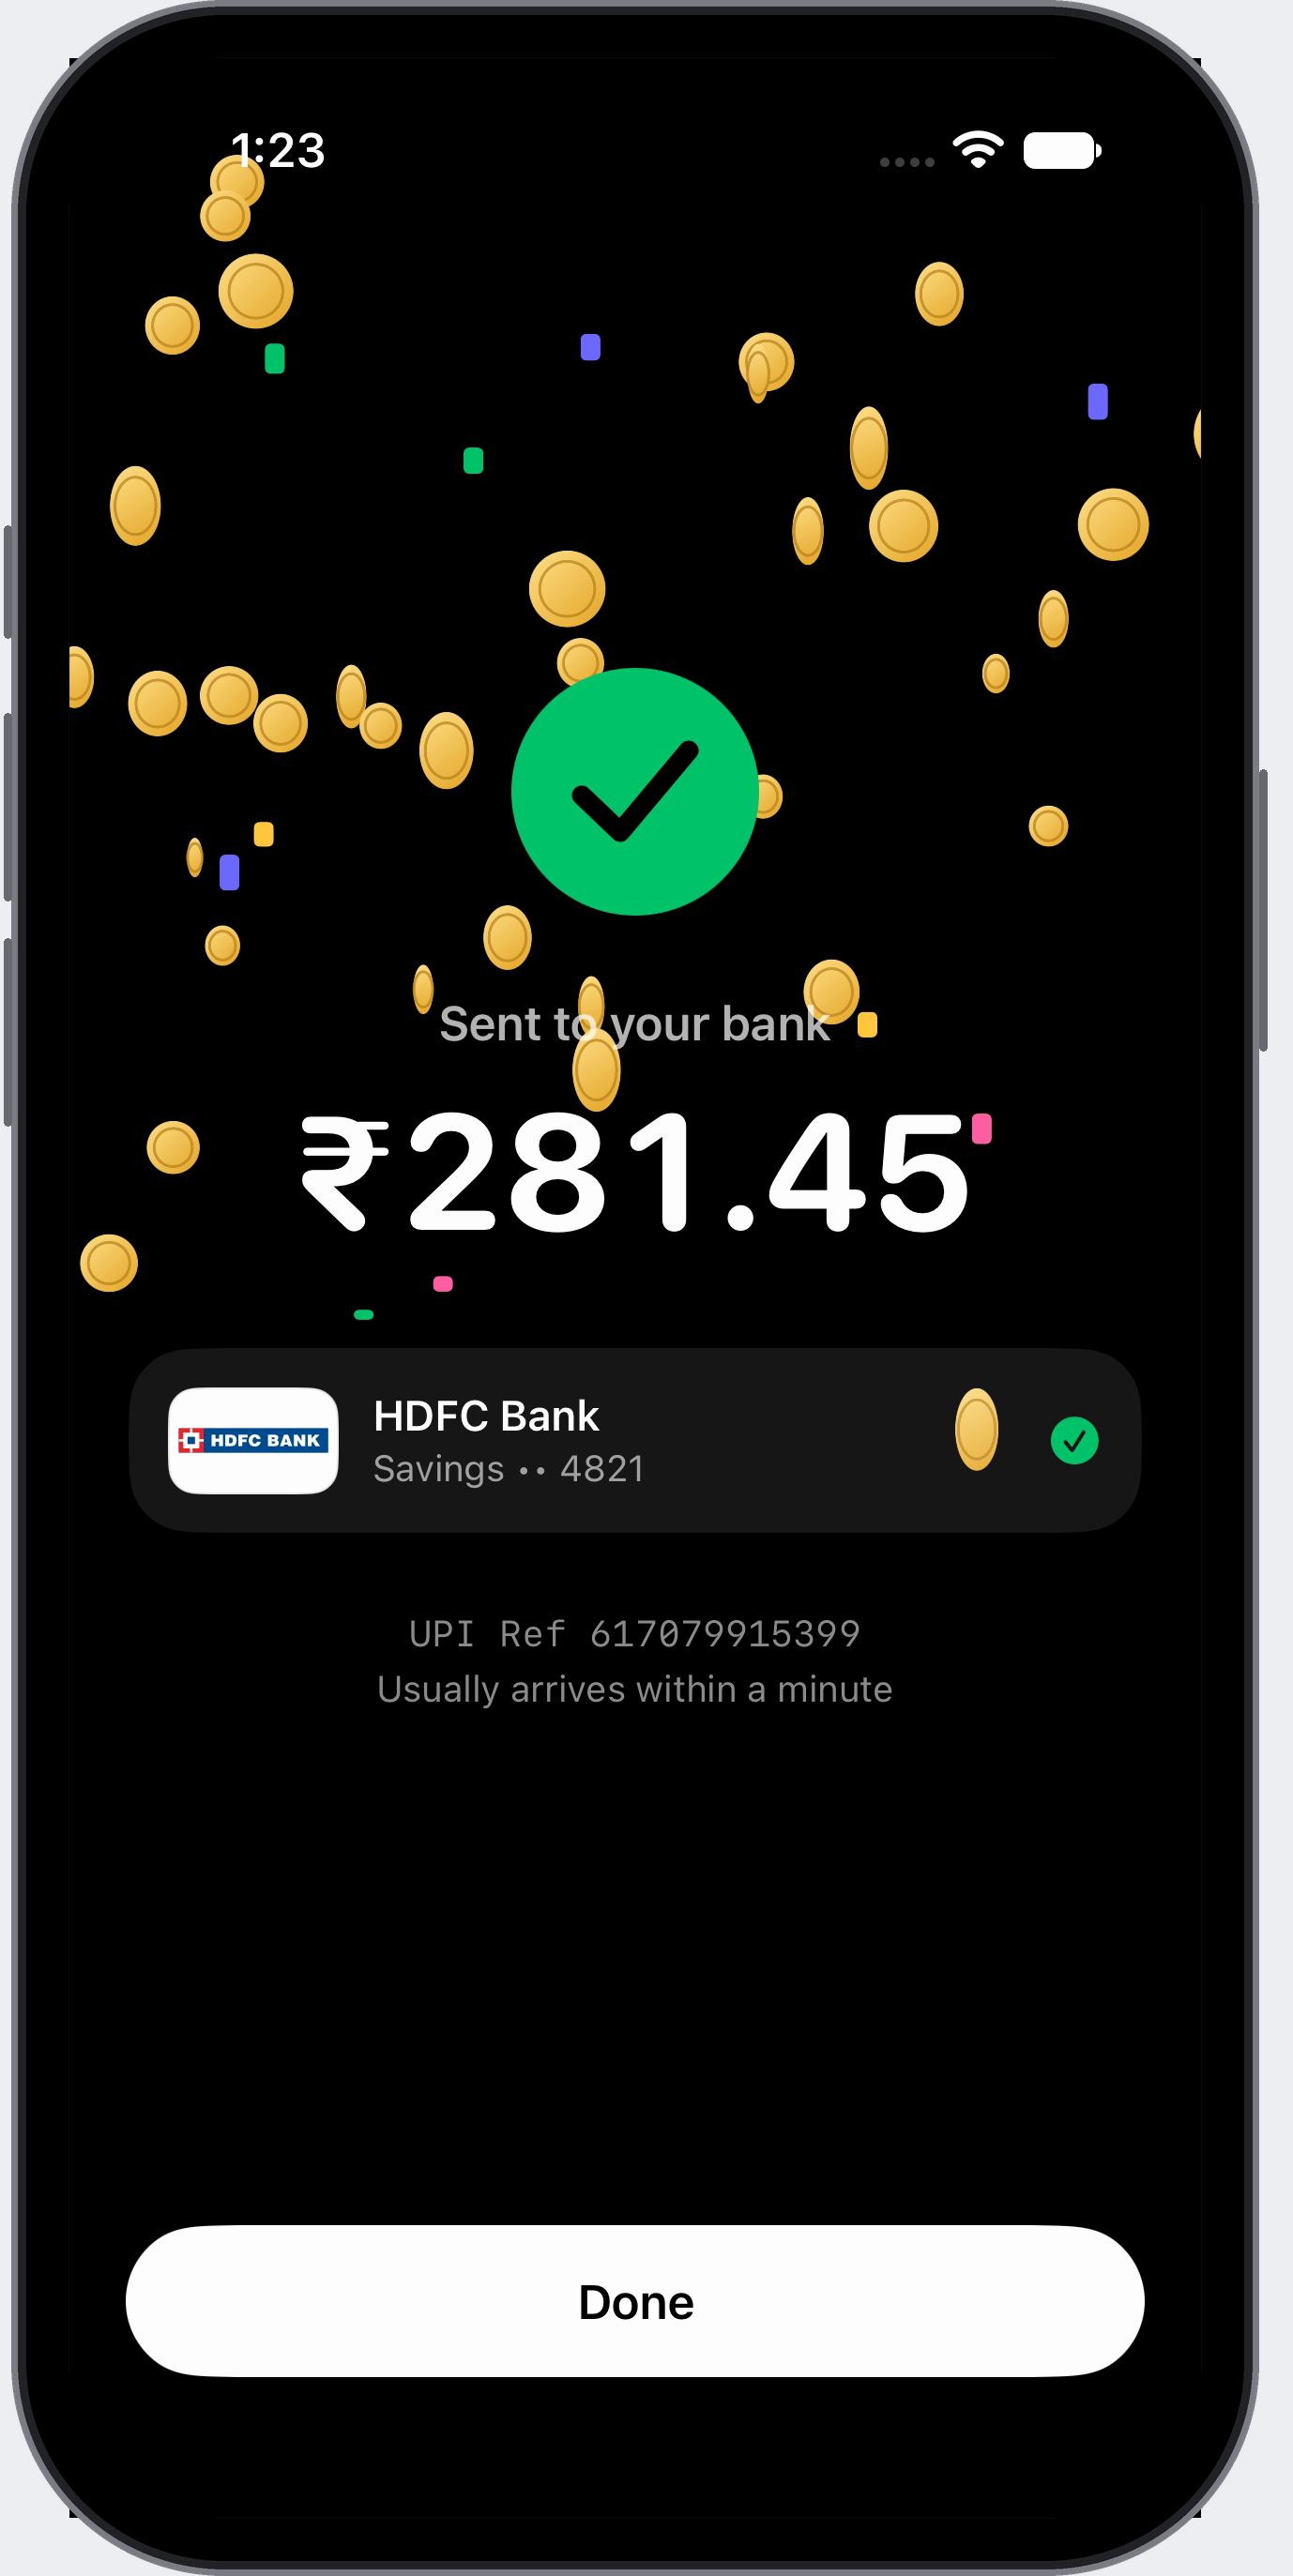 1:23
Sent to your bank
₹281.45
HDFC BANK
HDFC Bank
Savings •• 4821
UPI Ref 617079915399
Usually arrives within a minute
Done